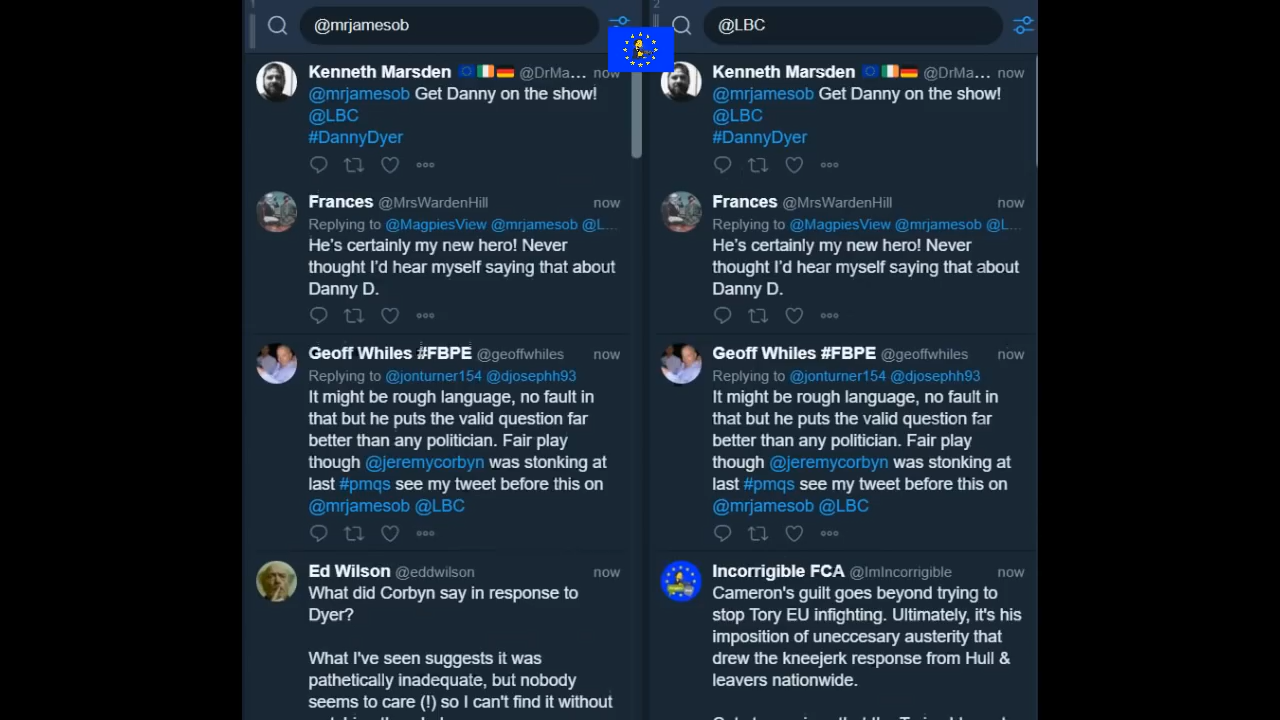 1
@mrjamesob
Kenneth Marsden @DrMa... now
@mrjamesob Get Danny on the show!
@LBC
#DannyDyer
Frances @MrsWardenHill now
Replying to @MagpiesView @mrjamesob @L...
He's certainly my new hero! Never
thought I'd hear myself saying that about
Danny D.
Geoff Whiles #FBPE @geoffwhiles now
Replying to @jonturner154 @djosephh93
It might be rough language, no fault in
that but he puts the valid question far
better than any politician. Fair play
though @jeremycorbyn was stonking at
last #pmqs see my tweet before this on
@mrjamesob @LBC
Ed Wilson @eddwilson now
What did Corbyn say in response to
Dyer?
What I've seen suggests it was
pathetically inadequate, but nobody
seems to care (!) so I can't find it without
2
@LBC
Kenneth Marsden @DrMa... now
@mrjamesob Get Danny on the show!
@LBC
#DannyDyer
Frances @MrsWardenHill now
Replying to @MagpiesView @mrjamesob @L...
He's certainly my new hero! Never
thought I'd hear myself saying that about
Danny D.
Geoff Whiles #FBPE @geoffwhiles now
Replying to @jonturner154 @djosephh93
It might be rough language, no fault in
that but he puts the valid question far
better than any politician. Fair play
though @jeremycorbyn was stonking at
last #pmqs see my tweet before this on
@mrjamesob @LBC
Incorrigible FCA @ImIncorrigible now
Cameron's guilt goes beyond trying to
stop Tory EU infighting. Ultimately, it's his
imposition of uneccesary austerity that
drew the kneejerk response from Hull &
leavers nationwide.